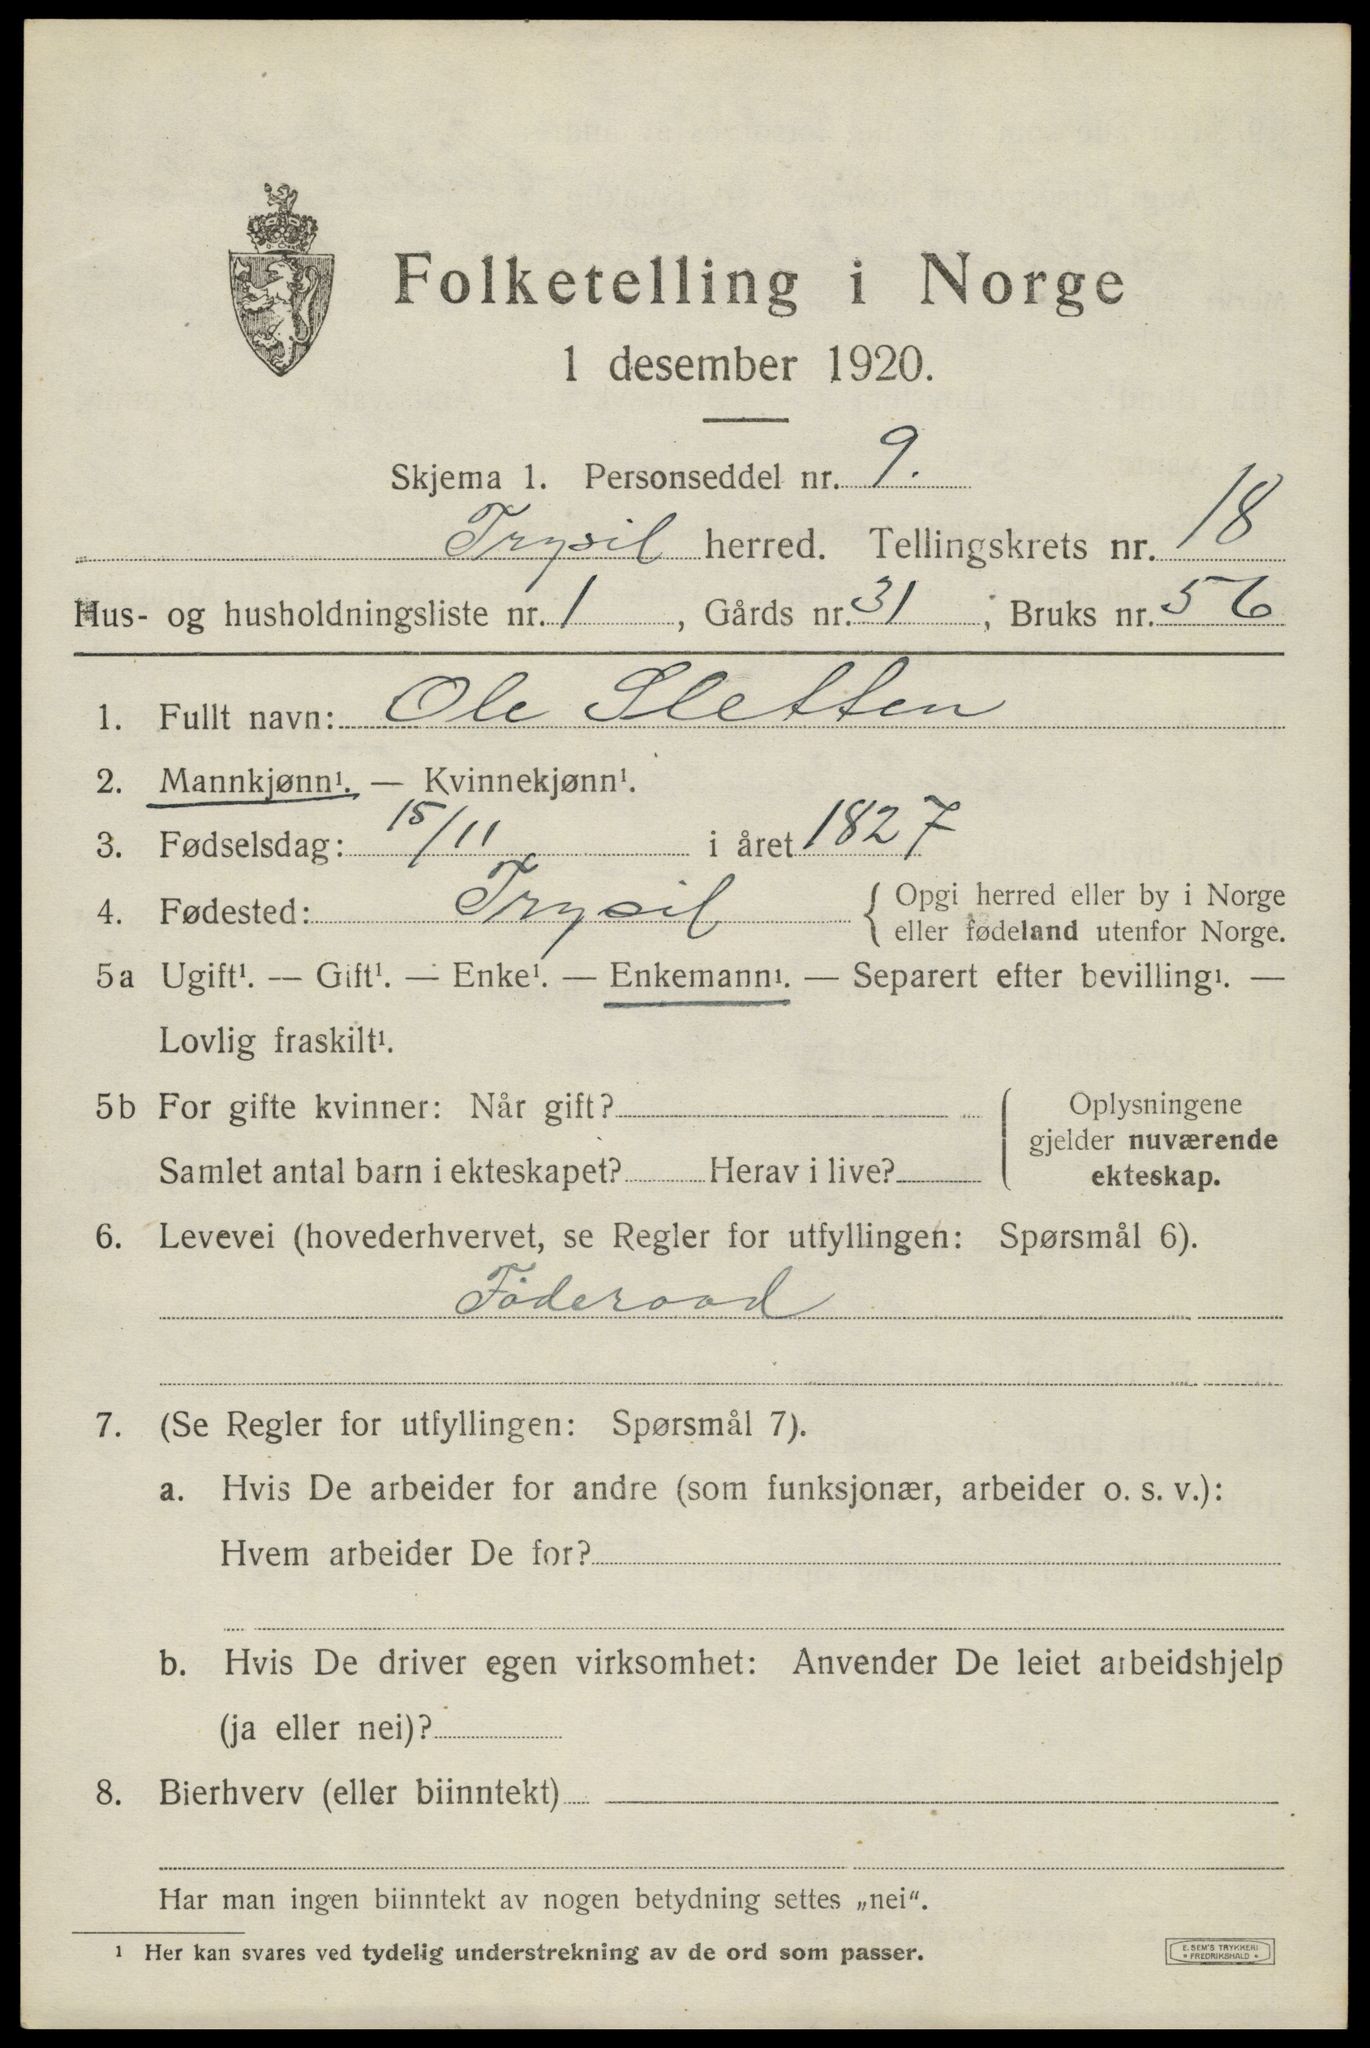 Folketelling i Norge
1 desember 1920.
Skjema 1. Personseddel nr. 9.
Trysil herred. Tellingskrets nr. 18
Hus- og husholdningsliste nr. 1, Gårds nr. 31; Bruks nr. 56
1. Fullt navn: Ole Sletten
2. Mannkjønn¹. — Kvinnekjønn¹.
3. Fødselsdag: 15/11 i året 1827
4. Fødested: Trysil { Opgi herred eller by i Norge
eller fødeland utenfor Norge.
5a Ugift¹. — Gift¹. — Enke¹. — Enkemann¹. — Separert efter bevilling¹. —
Lovlig fraskilt¹.
5b For gifte kvinner: Når gift?
Samlet antal barn i ekteskapet? Herav i live?
Oplysningene
gjelder nuværende
ekteskap.
6. Levevei (hovederhvervet, se Regler for utfyllingen: Spørsmål 6).
Föderaad
7. (Se Regler for utfyllingen: Spørsmål 7).
a. Hvis De arbeider for andre (som funksjonær, arbeider o. s. v.):
Hvem arbeider De for?
b. Hvis De driver egen virksomhet: Anvender De leiet arbeidshjelp
(ja eller nei)?
8. Bierhverv (eller biinntekt)
Har man ingen biinntekt av nogen betydning settes „nei“.
¹ Her kan svares ved tydelig understrekning av de ord som passer.
E. SEM'S TRYKKERI
* FREDRIKSHALD *